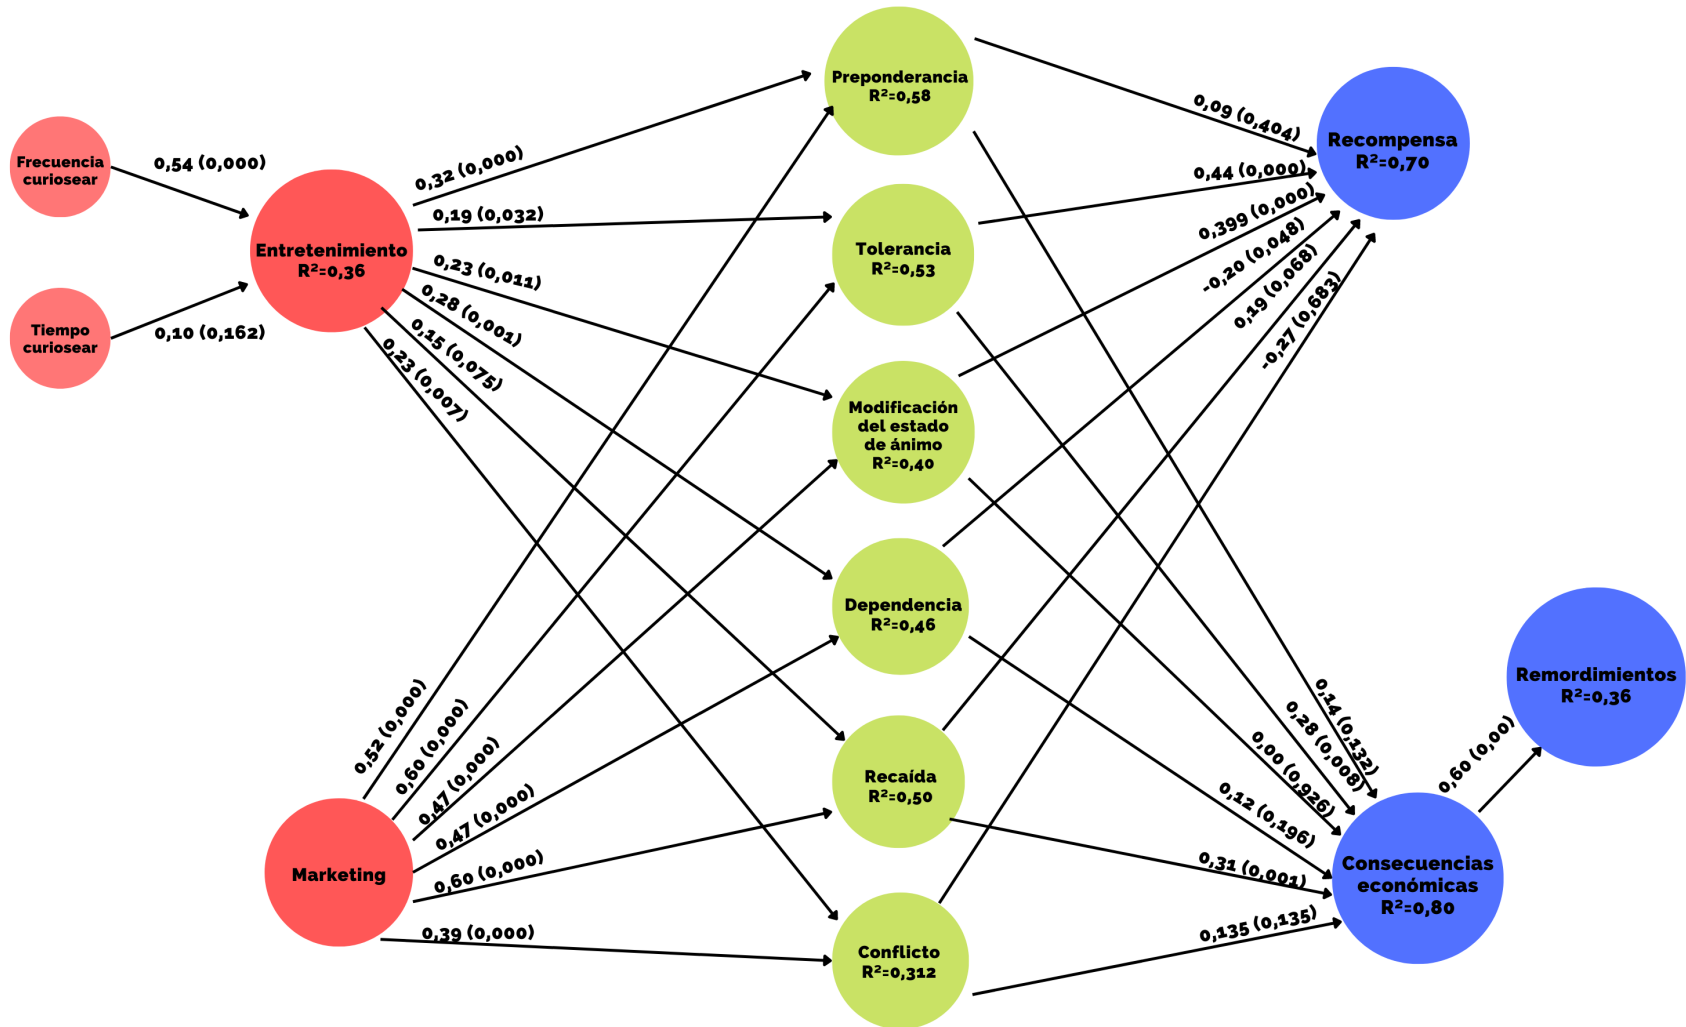 Frecuencia
curiosear
Tiempo
curiosear
0,54 (0,000)
0,10 (0,162)
Entretenimiento
R²=0,36
Marketing
0,32 (0,000)
0,19 (0,032)
0,23 (0,011)
0,28 (0,001)
0,15 (0,075)
0,23 (0,007)
0,52 (0,000)
0,60 (0,000)
0,47 (0,000)
0,47 (0,000)
0,60 (0,000)
0,39 (0,000)
Preponderancia
R²=0,58
Tolerancia
R²=0,53
Modificación
del estado
de ánimo
R²=0,40
Dependencia
R²=0,46
Recaída
R²=0,50
Conflicto
R²=0,312
0,09 (0,404)
0,44 (0,000)
0,399 (0,000)
-0,20 (0,048)
0,19 (0,068)
-0,27 (0,683)
0,14 (0,132)
0,28 (0,008)
0,00 (0,926)
0,12 (0,196)
0,31 (0,001)
0,135 (0,135)
Recompensa
R²=0,70
Consecuencias
económicas
R²=0,80
0,60 (0,00)
Remordimientos
R²=0,36